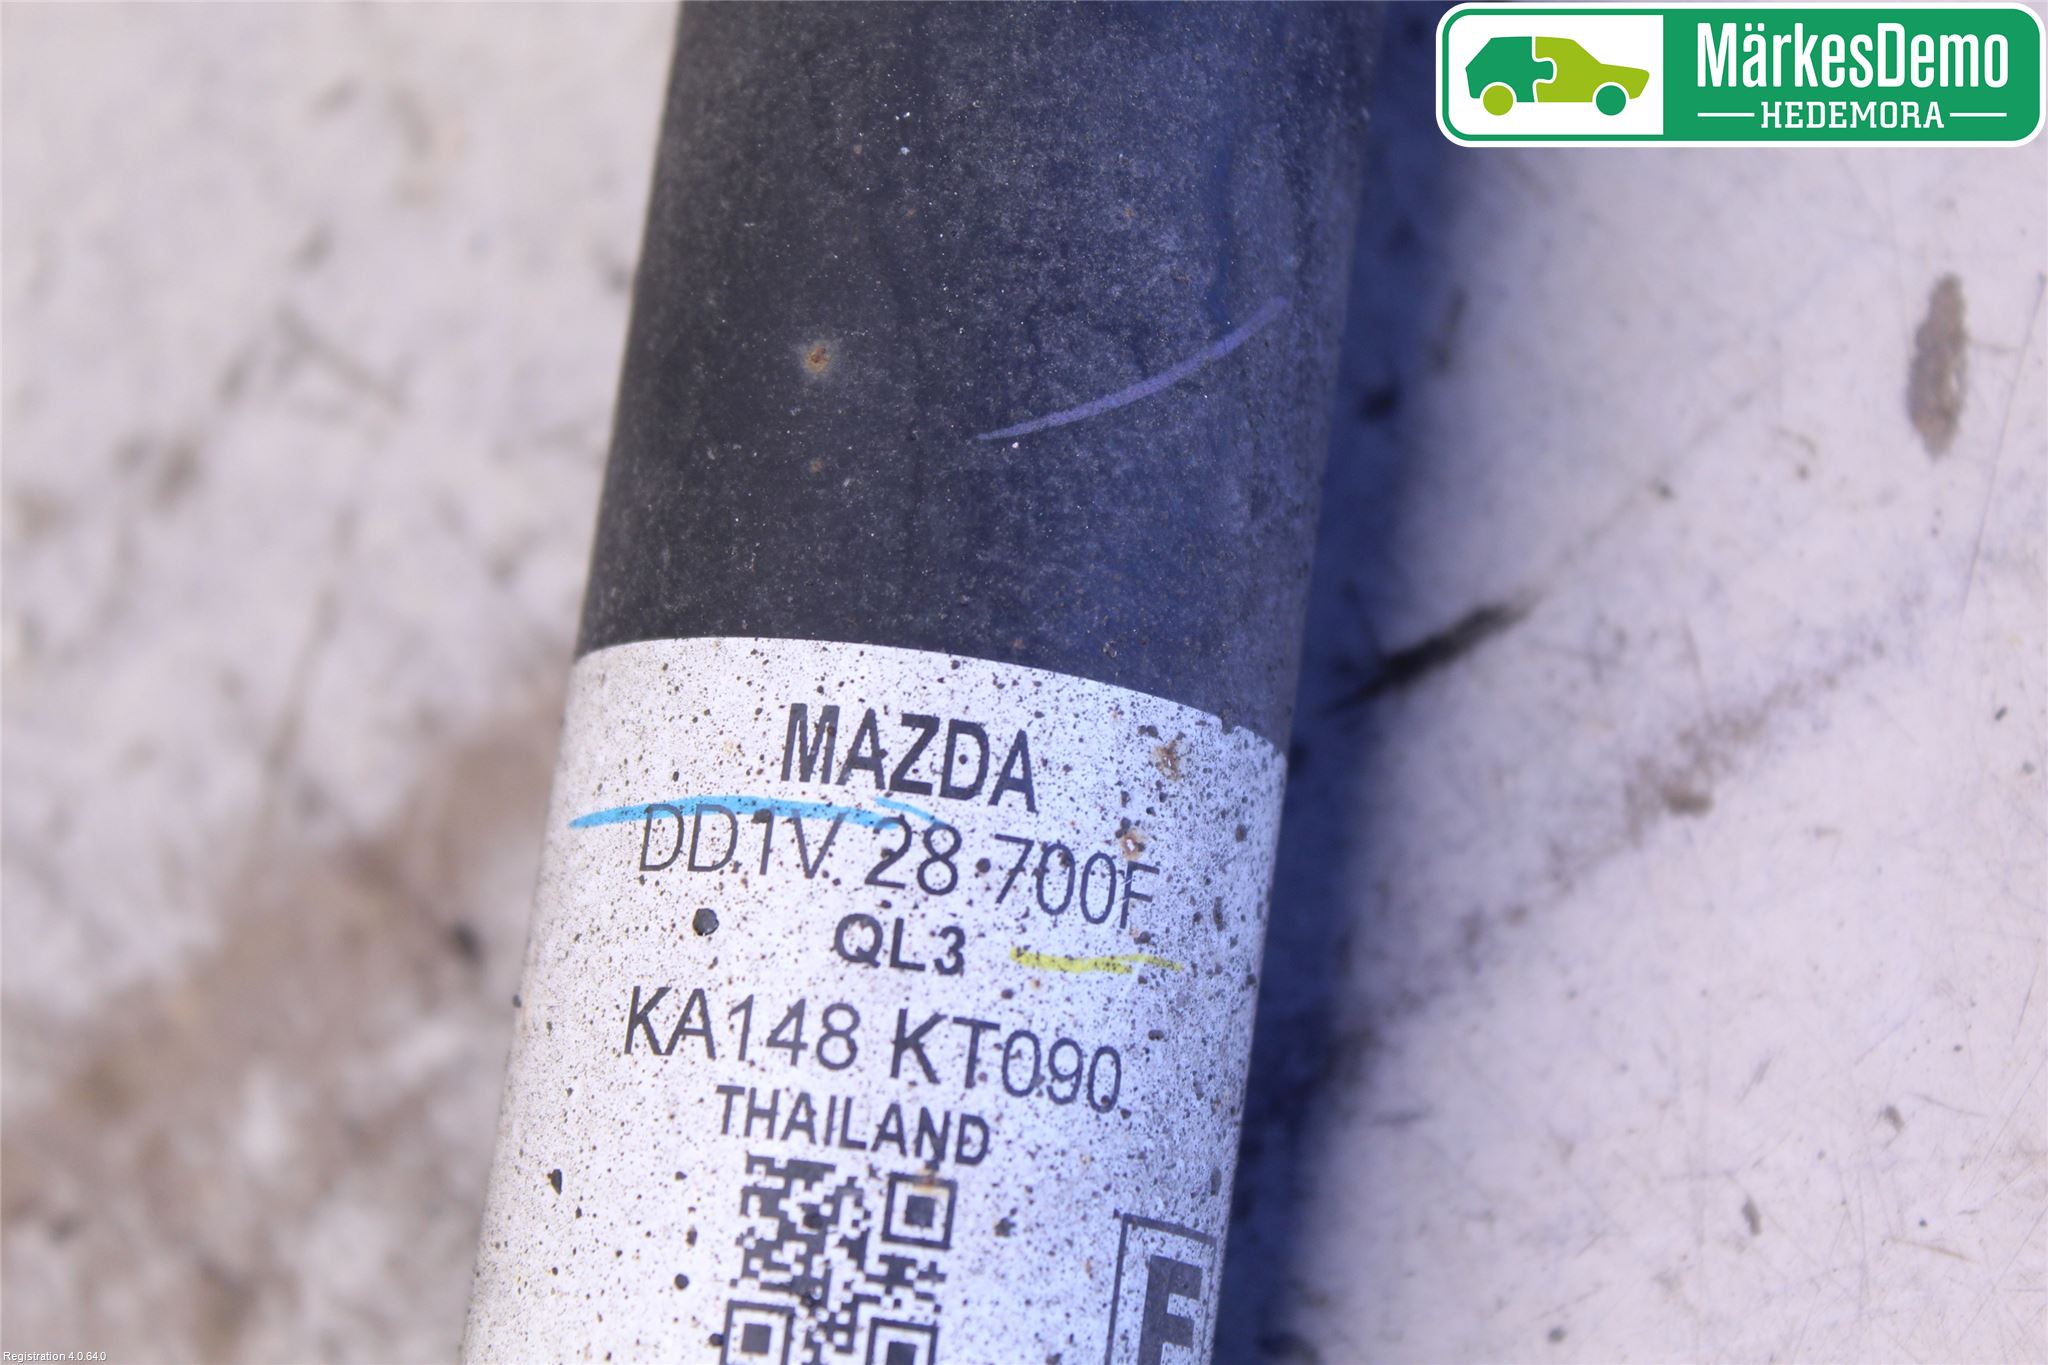 MärkesDemo
HEDEMORA
MAZDA
DD1V 28 700F
QL3
KA148 KT090
THAILAND
Registration 4.0.64.0